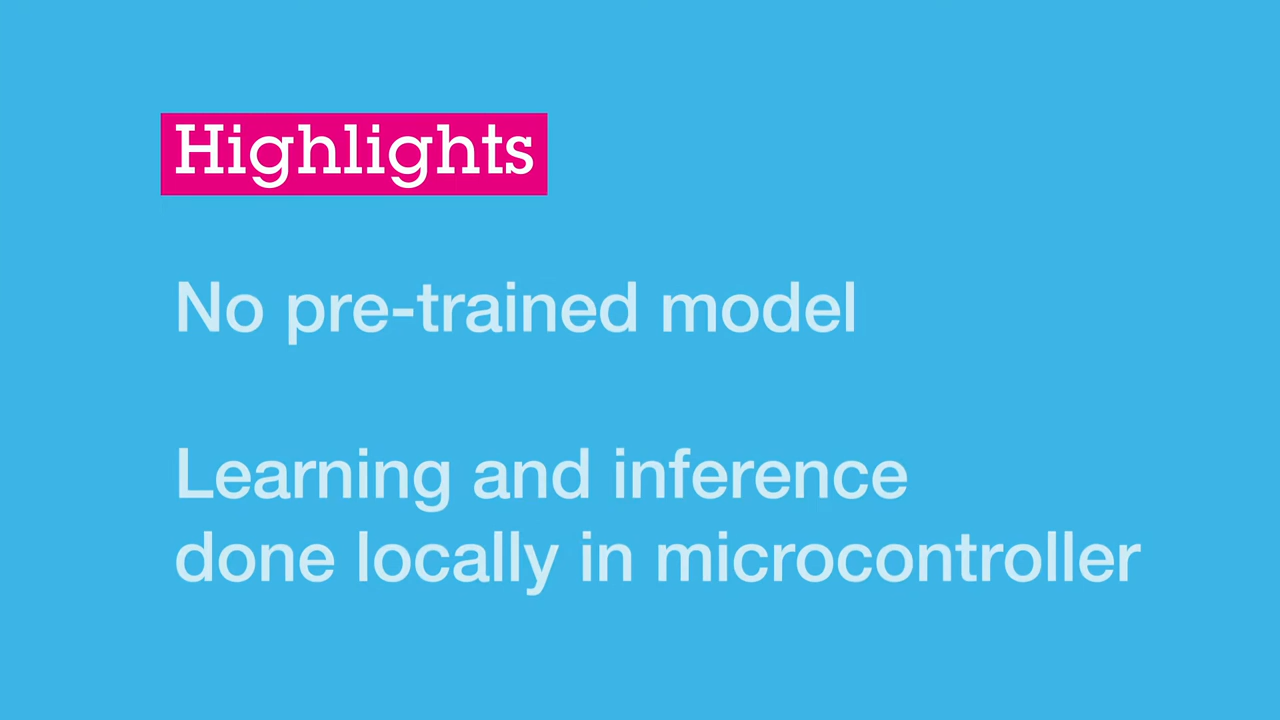 Highlights
No pre-trained model
Learning and inference
done locally in microcontroller